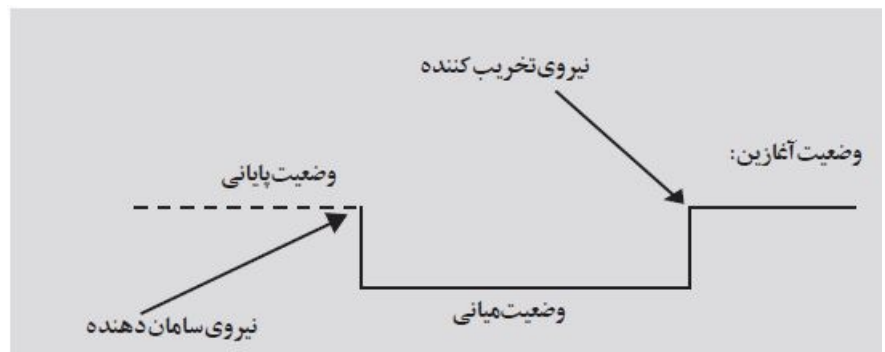 نیروی تخریب کننده
وضعیت آغازین:
وضعیت پایانی
وضعیت میانی
نیروی سامان دهنده